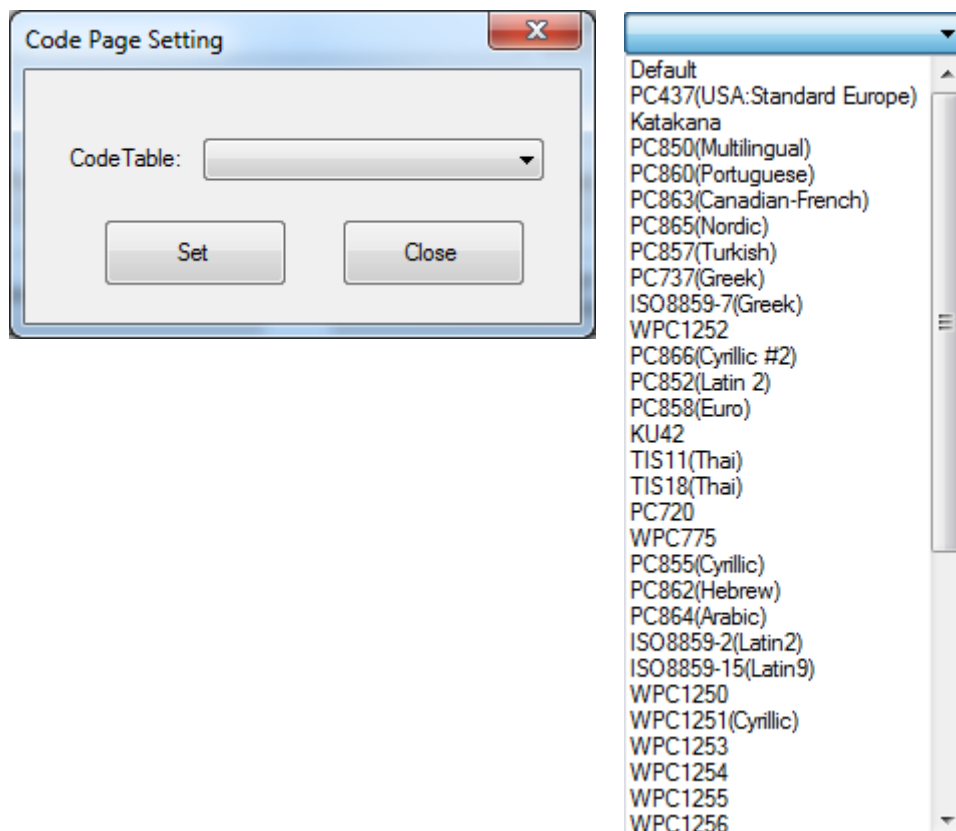 Code Page Setting
CodeTable:
Set Close
Default
PC437(USA:Standard Europe)
Katakana
PC850(Multilingual)
PC860(Portuguese)
PC863(Canadian-French)
PC865(Nordic)
PC857(Turkish)
PC737(Greek)
ISO8859-7(Greek)
WPC1252
PC866(Cyrillic #2)
PC852(Latin 2)
PC858(Euro)
KU42
TIS11(Thai)
TIS18(Thai)
PC720
WPC775
PC855(Cyrillic)
PC862(Hebrew)
PC864(Arabic)
ISO8859-2(Latin2)
ISO8859-15(Latin9)
WPC1250
WPC1251(Cyrillic)
WPC1253
WPC1254
WPC1255
WPC1256